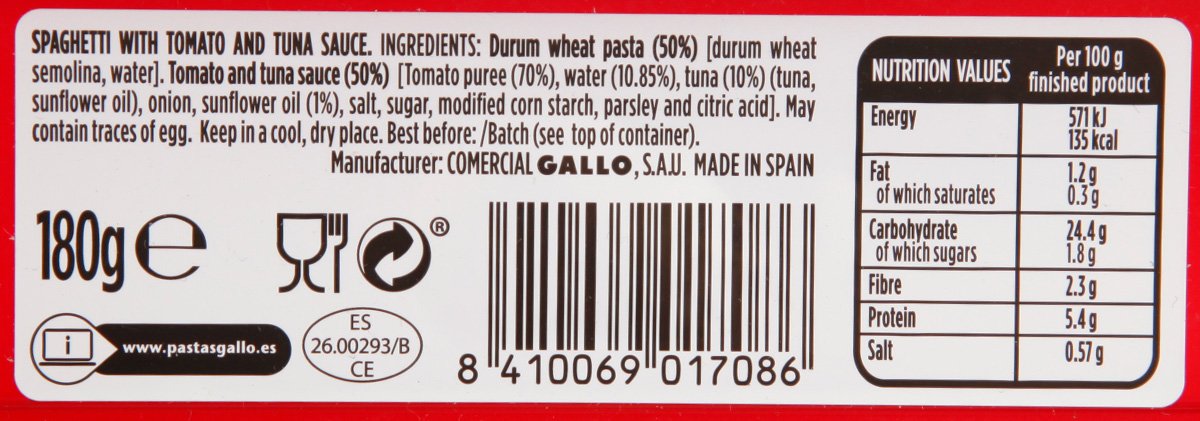 SPAGHETTI WITH TOMATO AND TUNA SAUCE. INGREDIENTS: Durum wheat pasta (50%) [durum wheat
semolina, water]. Tomato and tuna sauce (50%) [Tomato puree (70%), water (10.85%), tuna (10%) (tuna,
sunflower oil), onion, sunflower oil (1%), salt, sugar, modified corn starch, parsley and citric acid]. May
contain traces of egg. Keep in a cool, dry place. Best before: /Batch (see top of container).
Manufacturer: COMERCIAL GALLO, S.A.U. MADE IN SPAIN
180g e
®
i www.pastasgallo.es
ES
26.00293/B
CE
8 410069 017086
NUTRITION VALUES Per 100 g
finished product
Energy 571 kJ
135 kcal
Fat 1.2 g
of which saturates 0.3 g
Carbohydrate 24.4 g
of which sugars 1.8 g
Fibre 2.3 g
Protein 5.4 g
Salt 0.57 g